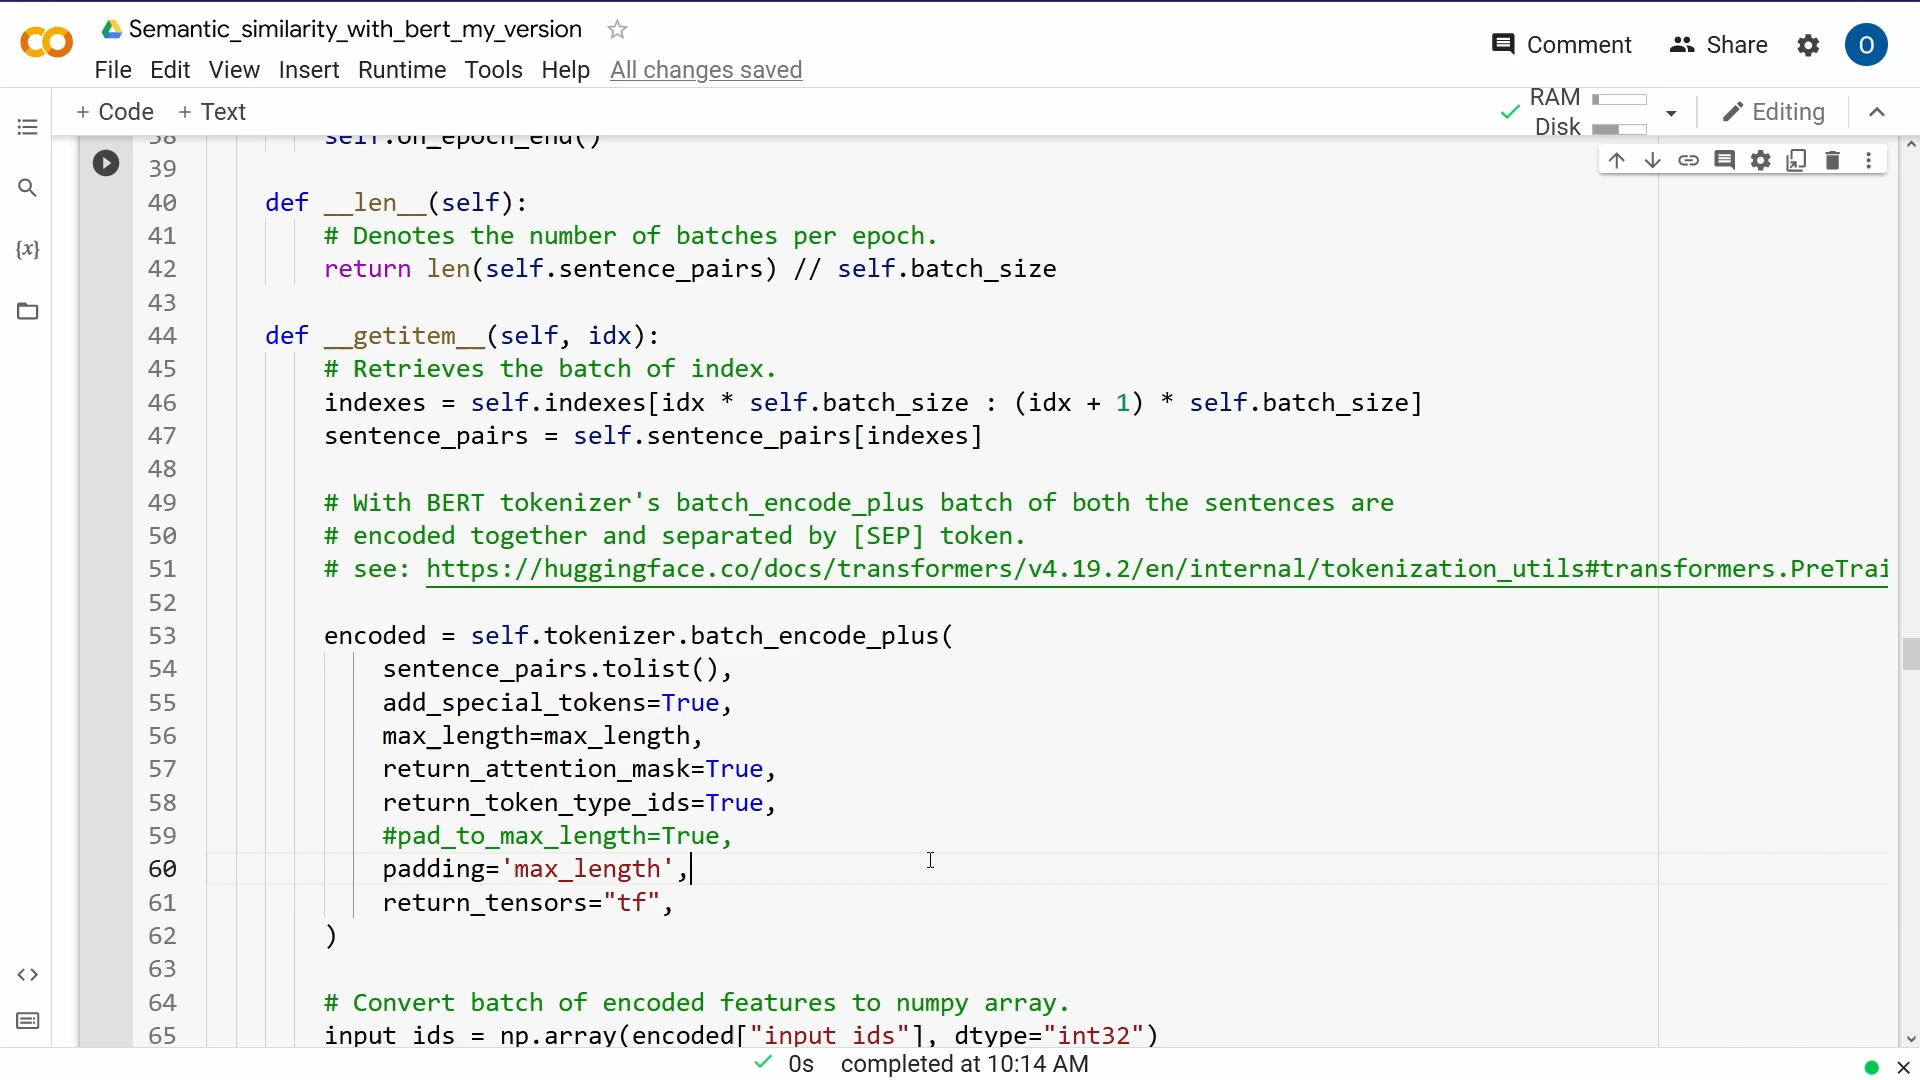 Semantic_similarity_with_bert_my_version
Comment
Share
O
File Edit View Insert Runtime Tools Help All changes saved
+ Code + Text
RAM
Disk
Editing
38 self.on_epoch_end()
39
40 def __len__(self):
41 # Denotes the number of batches per epoch.
42 return len(self.sentence_pairs) // self.batch_size
43
44 def __getitem__(self, idx):
45 # Retrieves the batch of index.
46 indexes = self.indexes[idx * self.batch_size : (idx + 1) * self.batch_size]
47 sentence_pairs = self.sentence_pairs[indexes]
48
49 # With BERT tokenizer's batch_encode_plus batch of both the sentences are
50 # encoded together and separated by [SEP] token.
51 # see: https://huggingface.co/docs/transformers/v4.19.2/en/internal/tokenization_utils#transformers.PreTrai
52
53 encoded = self.tokenizer.batch_encode_plus(
54 sentence_pairs.tolist(),
55 add_special_tokens=True,
56 max_length=max_length,
57 return_attention_mask=True,
58 return_token_type_ids=True,
59 #pad_to_max_length=True,
60 padding='max_length',
61 return_tensors="tf",
62 )
63
64 # Convert batch of encoded features to numpy array.
65 input_ids = np.array(encoded["input_ids"], dtype="int32")
0s completed at 10:14 AM